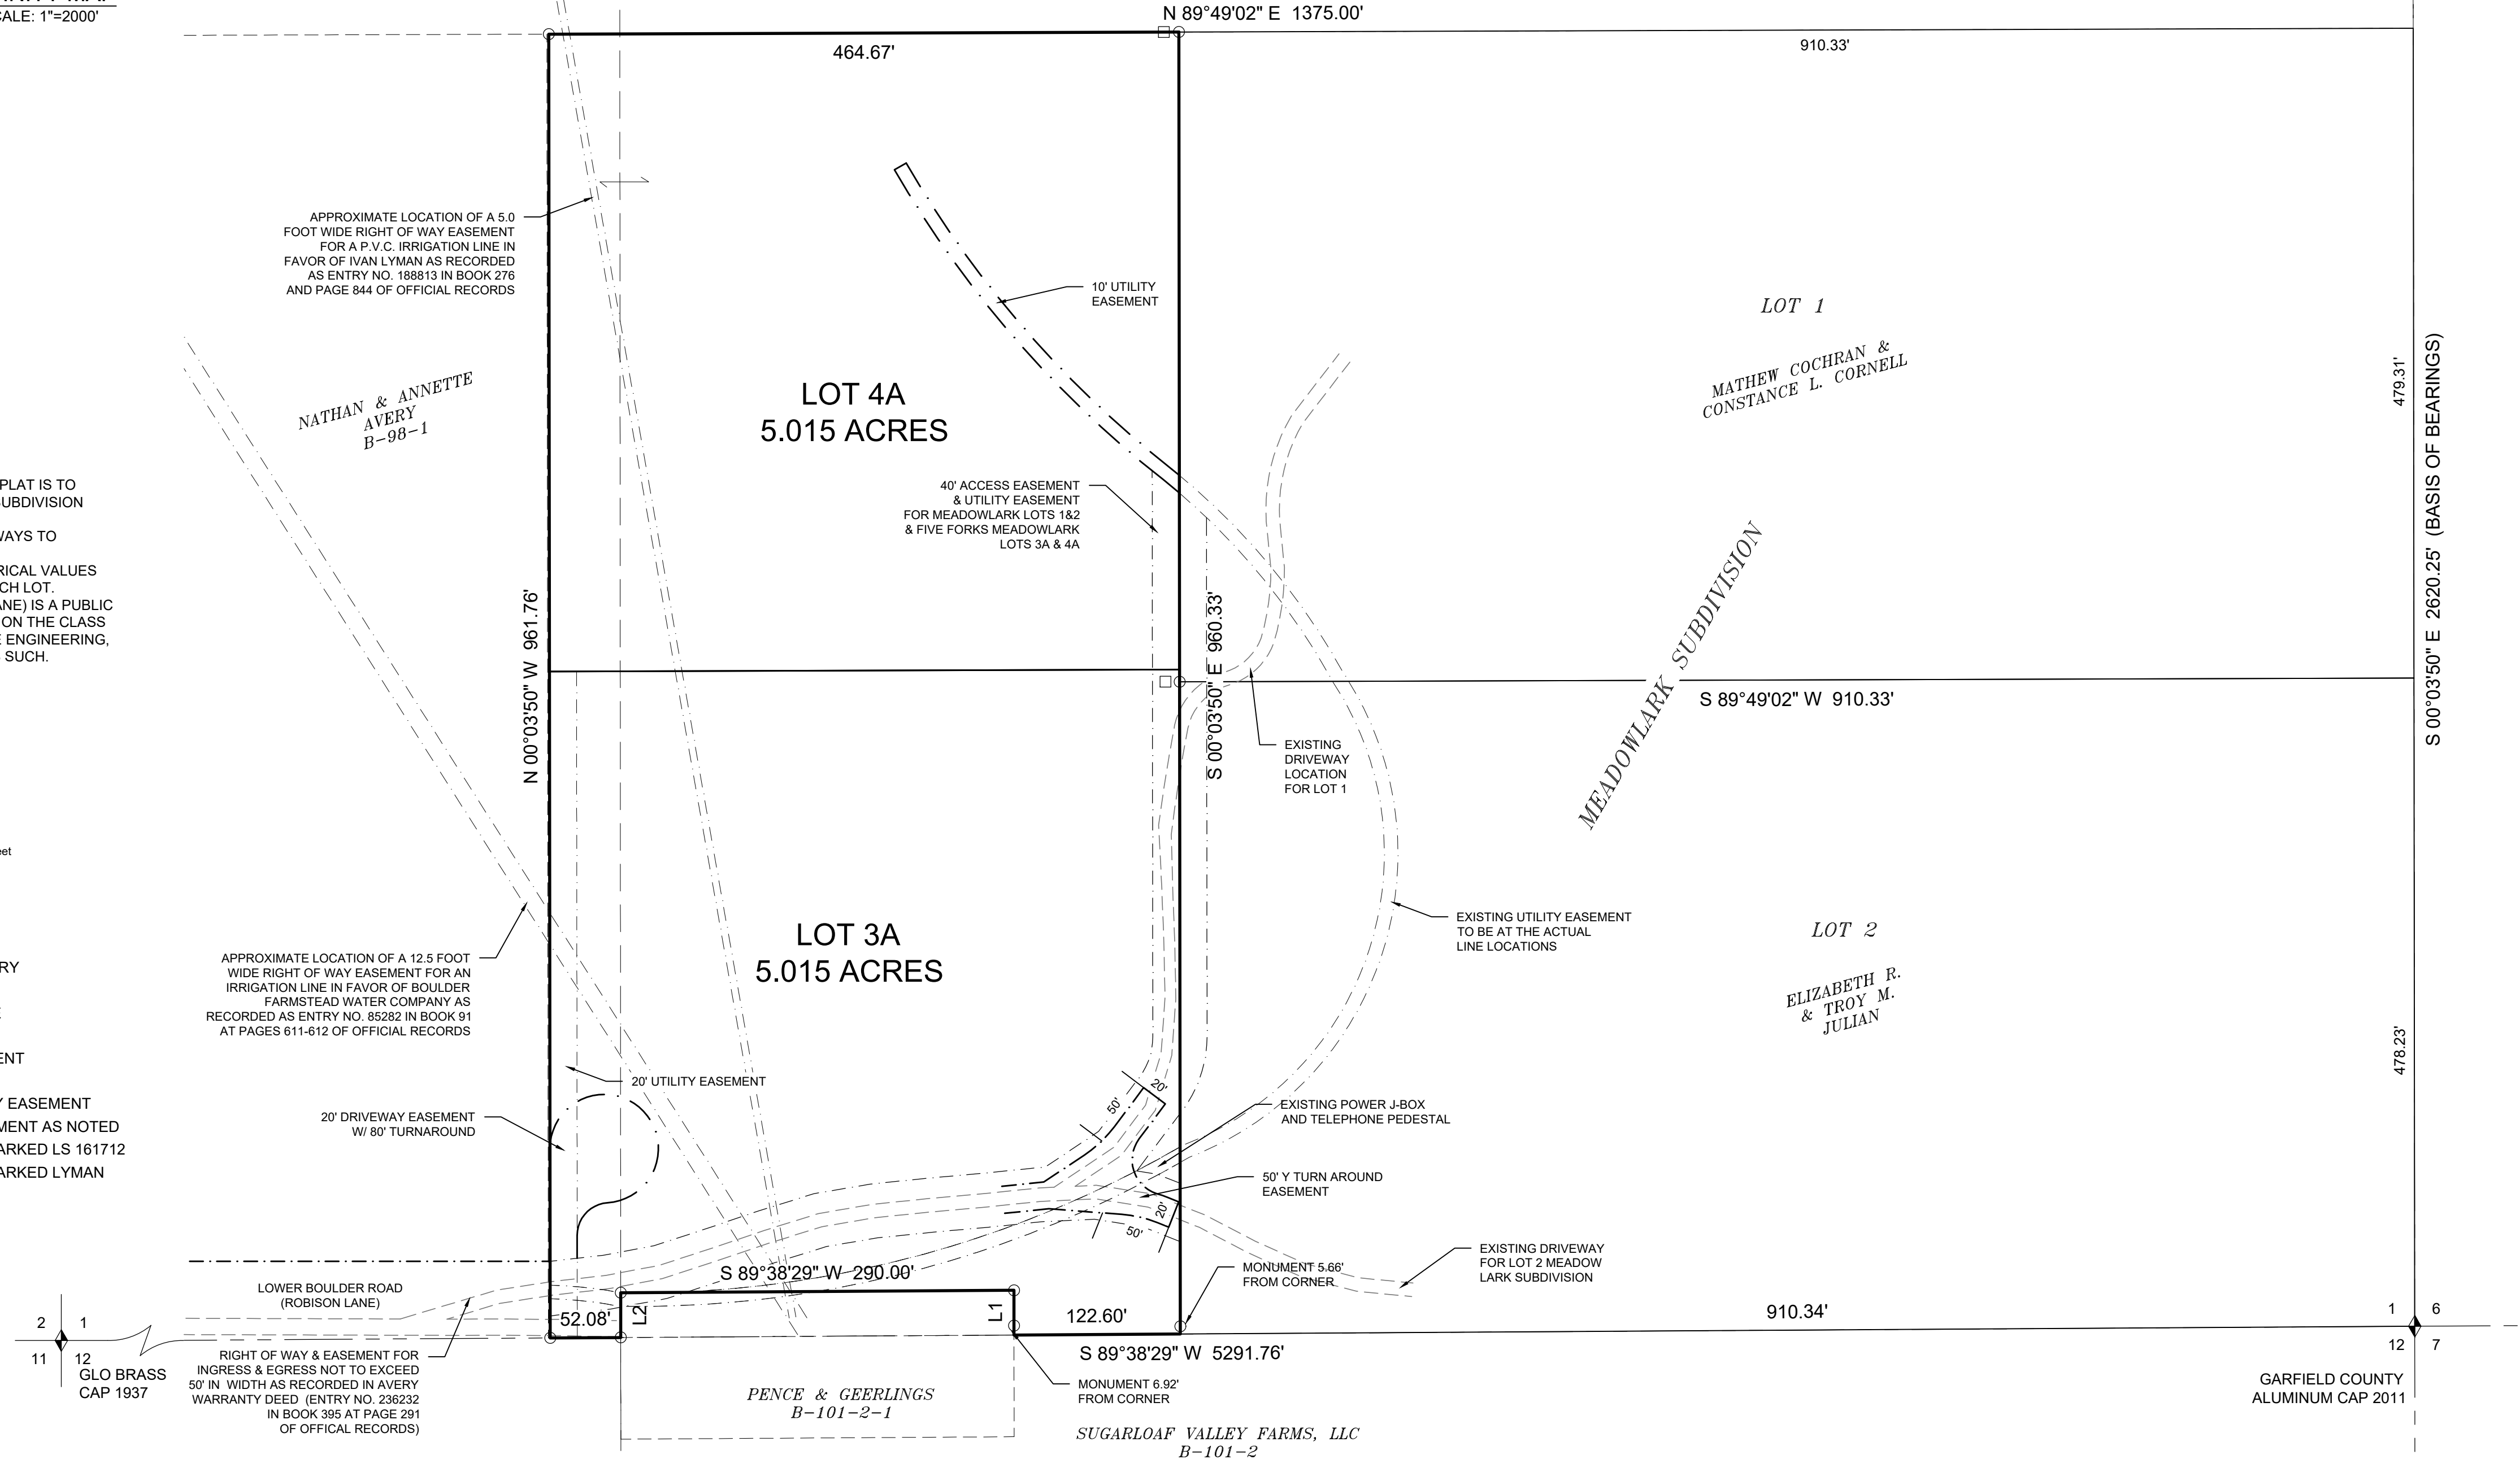 SCALE: 1"=2000'
N 89°49'02" E 1375.00'
464.67'
910.33'
APPROXIMATE LOCATION OF A 5.0
FOOT WIDE RIGHT OF WAY EASEMENT
FOR A P.V.C. IRRIGATION LINE IN
FAVOR OF IVAN LYMAN AS RECORDED
AS ENTRY NO. 188813 IN BOOK 276
AND PAGE 844 OF OFFICIAL RECORDS
10' UTILITY
EASEMENT
LOT 1
MATHEW COCHRAN &
CONSTANCE L. CORNELL
479.31'
S 00°03'50" E 2620.25' (BASIS OF BEARINGS)
NATHAN & ANNETTE
AVERY
B-98-1
LOT 4A
5.015 ACRES
40' ACCESS EASEMENT
& UTILITY EASEMENT
FOR MEADOWLARK LOTS 1&2
& FIVE FORKS MEADOWLARK
LOTS 3A & 4A
PLAT IS TO
SUBDIVISION
WAYS TO
RICAL VALUES
CH LOT.
ANE) IS A PUBLIC
ON THE CLASS
E ENGINEERING,
SUCH.
N 00°03'50" W 961.76'
S 00°03'50" E 960.33'
MEADOWLARK SUBDIVISION
S 89°49'02" W 910.33'
EXISTING
DRIVEWAY
LOCATION
FOR LOT 1
eet
LOT 3A
5.015 ACRES
EXISTING UTILITY EASEMENT
TO BE AT THE ACTUAL
LINE LOCATIONS
LOT 2
ELIZABETH R.
& TROY M.
JULIAN
478.23'
APPROXIMATE LOCATION OF A 12.5 FOOT
WIDE RIGHT OF WAY EASEMENT FOR AN
IRRIGATION LINE IN FAVOR OF BOULDER
FARMSTEAD WATER COMPANY AS
RECORDED AS ENTRY NO. 85282 IN BOOK 91
AT PAGES 611-612 OF OFFICIAL RECORDS
RY
ENT
Y EASEMENT
MENT AS NOTED
ARKED LS 161712
ARKED LYMAN
20' UTILITY EASEMENT
20' DRIVEWAY EASEMENT
W/ 80' TURNAROUND
20'
50'
EXISTING POWER J-BOX
AND TELEPHONE PEDESTAL
50' Y TURN AROUND
EASEMENT
20'
50'
EXISTING DRIVEWAY
FOR LOT 2 MEADOW
LARK SUBDIVISION
MONUMENT 5.66'
FROM CORNER
S 89°38'29" W 290.00'
LOWER BOULDER ROAD
(ROBISON LANE)
52.08'
L2
L1
122.60'
910.34'
2 1
11 12
GLO BRASS
CAP 1937
1 6
12 7
GARFIELD COUNTY
ALUMINUM CAP 2011
S 89°38'29" W 5291.76'
RIGHT OF WAY & EASEMENT FOR
INGRESS & EGRESS NOT TO EXCEED
50' IN WIDTH AS RECORDED IN AVERY
WARRANTY DEED (ENTRY NO. 236232
IN BOOK 395 AT PAGE 291
OF OFFICAL RECORDS)
MONUMENT 6.92'
FROM CORNER
PENCE & GEERLINGS
B-101-2-1
SUGARLOAF VALLEY FARMS, LLC
B-101-2